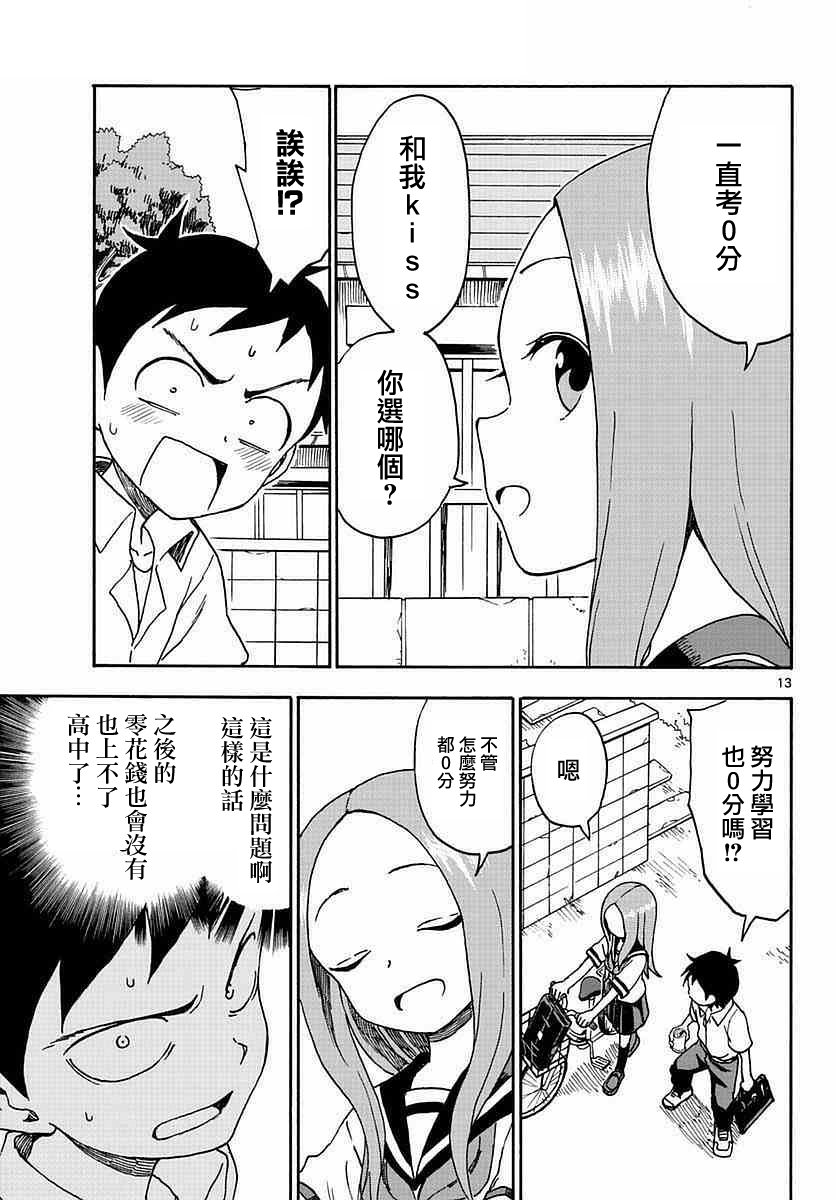 一直考0分
和我kiss
你選哪個?
誒誒!?
13
努力學習
也0分嗎!?
嗯
不管
怎麼努力
都0分
這是什麼問題啊
這樣的話
之後的
零花錢也會沒有
也上不了
高中了…